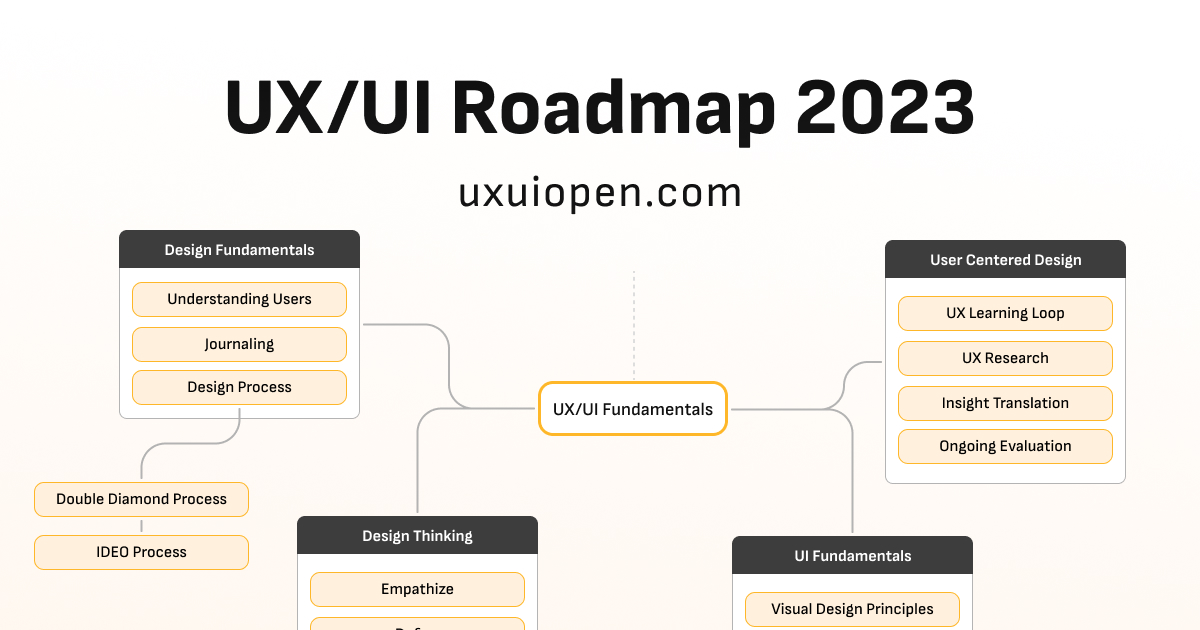 UX/UI Roadmap 2023
uxuiopen.com
Design Fundamentals
Understanding Users
Journaling
Design Process
Double Diamond Process
IDEO Process
UX/UI Fundamentals
User Centered Design
UX Learning Loop
UX Research
Insight Translation
Ongoing Evaluation
Design Thinking
Empathize
UI Fundamentals
Visual Design Principles